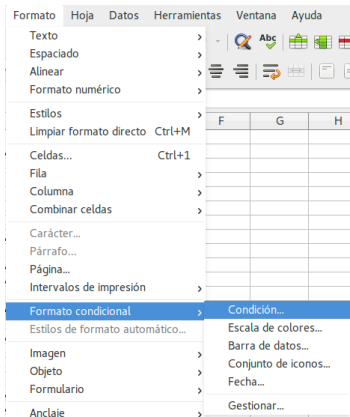 Formato Hoja Datos Herramientas Ventana Ayuda
Texto
Espaciado
Alinear
Formato numérico
Estilos
Limpiar formato directo Ctrl+M
Celdas... Ctrl+1
Fila
Columna
Combinar celdas
Carácter...
Párrafo...
Página...
Intervalos de impresión
Formato condicional
Estilos de formato automático...
Imagen
Objeto
Formulario
Anclaje
Abc
F G H
Condición...
Escala de colores...
Barra de datos...
Conjunto de iconos...
Fecha...
Gestionar...